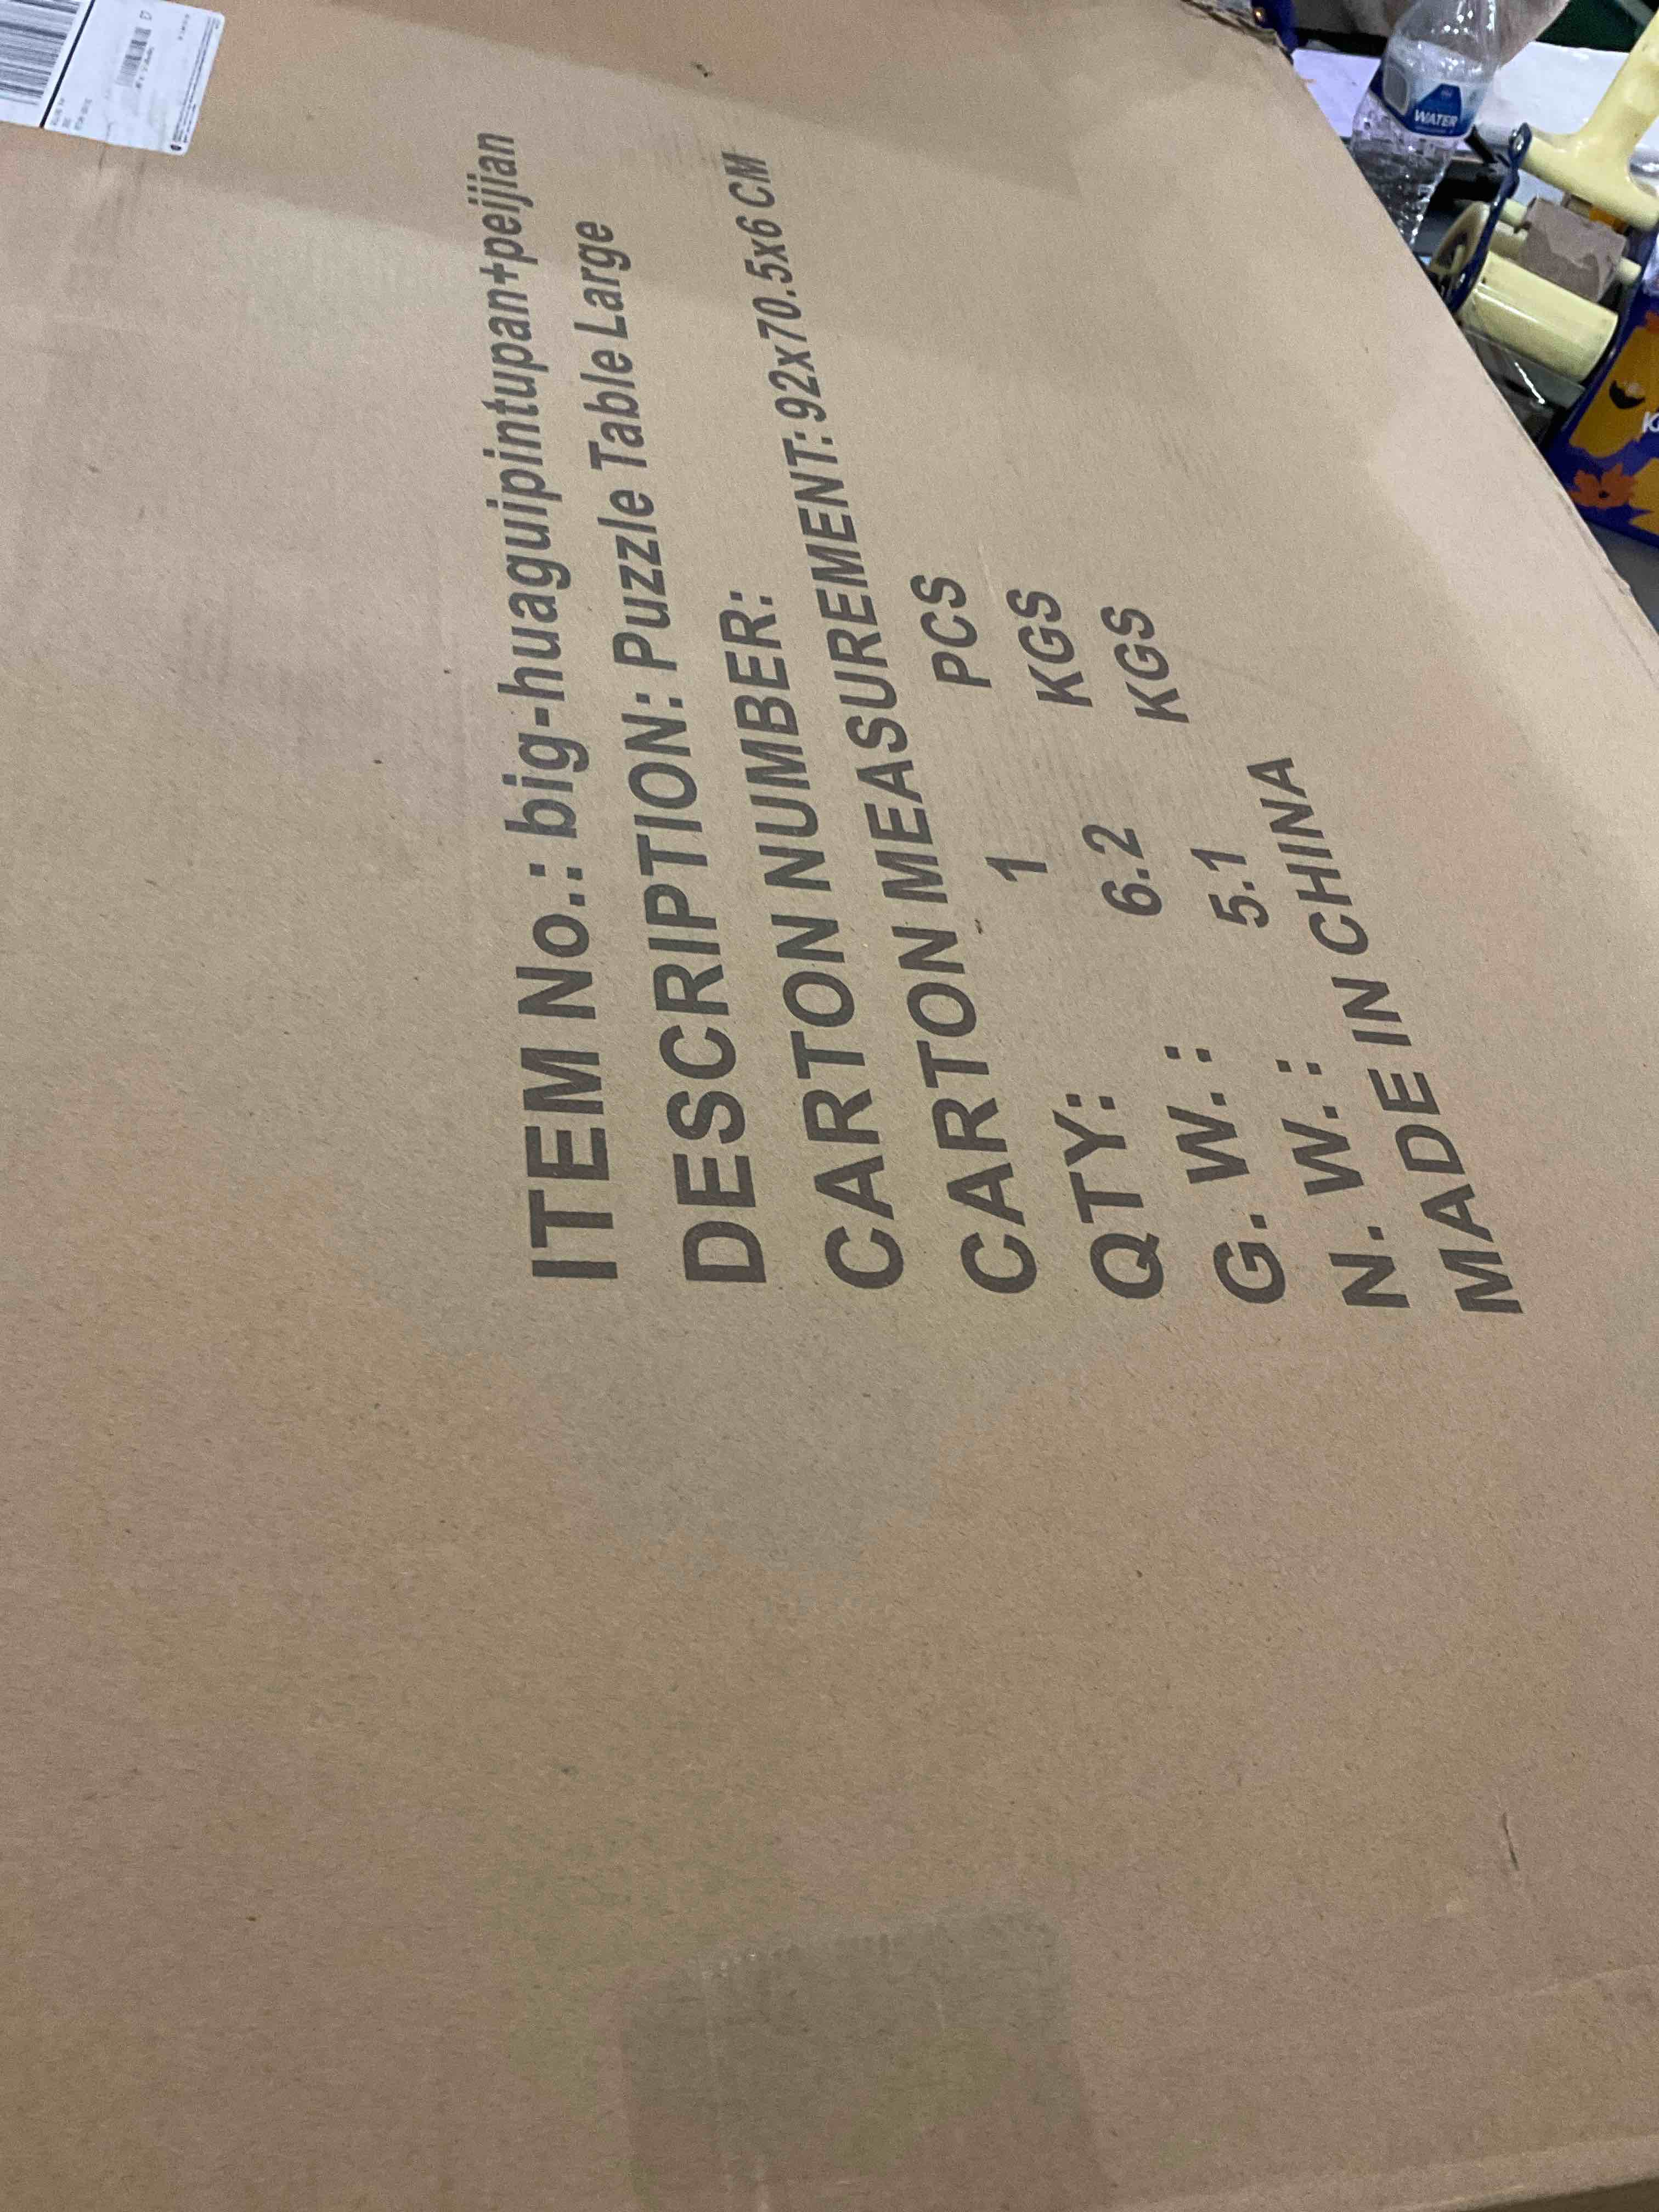 ITEM No.: big-huaguipintupan+peijian
DESCRIPTION: Puzzle Table Large
CARTON NUMBER:
CARTON MEASUREMENT: 92x70.5x6 CM
QTY: 1 PCS
G. W.: 6.2 KGS
N. W.: 5.1 KGS
MADE IN CHINA
WATER